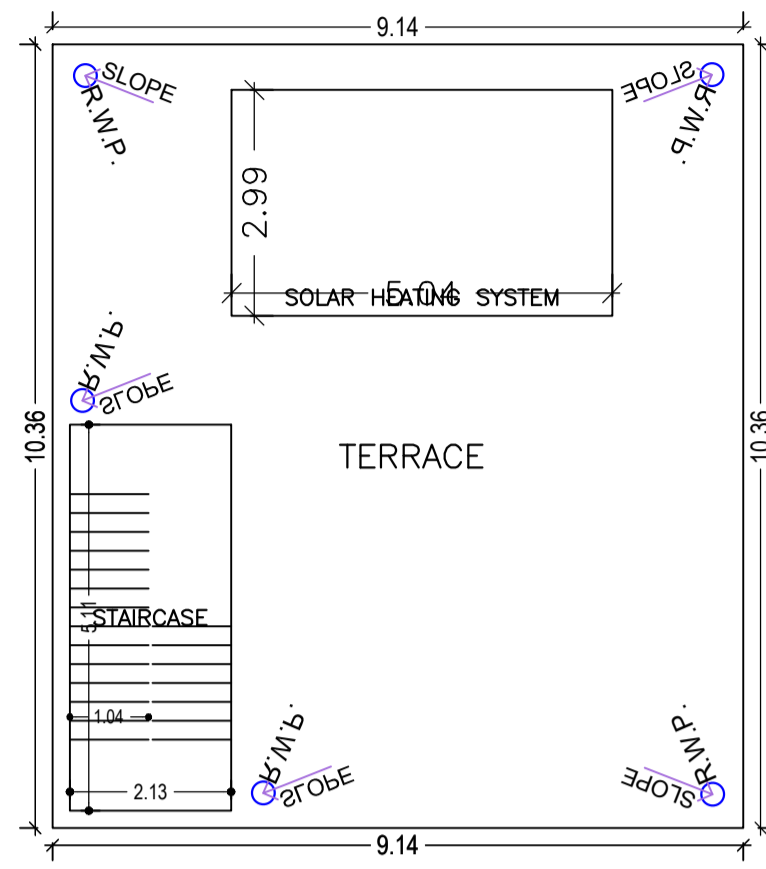 9.14
SLOPE
R.W.P.
SLOPE
R.W.P.
2.99
5.04
SOLAR HEATING SYSTEM
R.W.P.
SLOPE
10.36
10.36
TERRACE
5.11
STAIRCASE
1.04
2.13
R.W.P.
SLOPE
R.W.P.
SLOPE
9.14